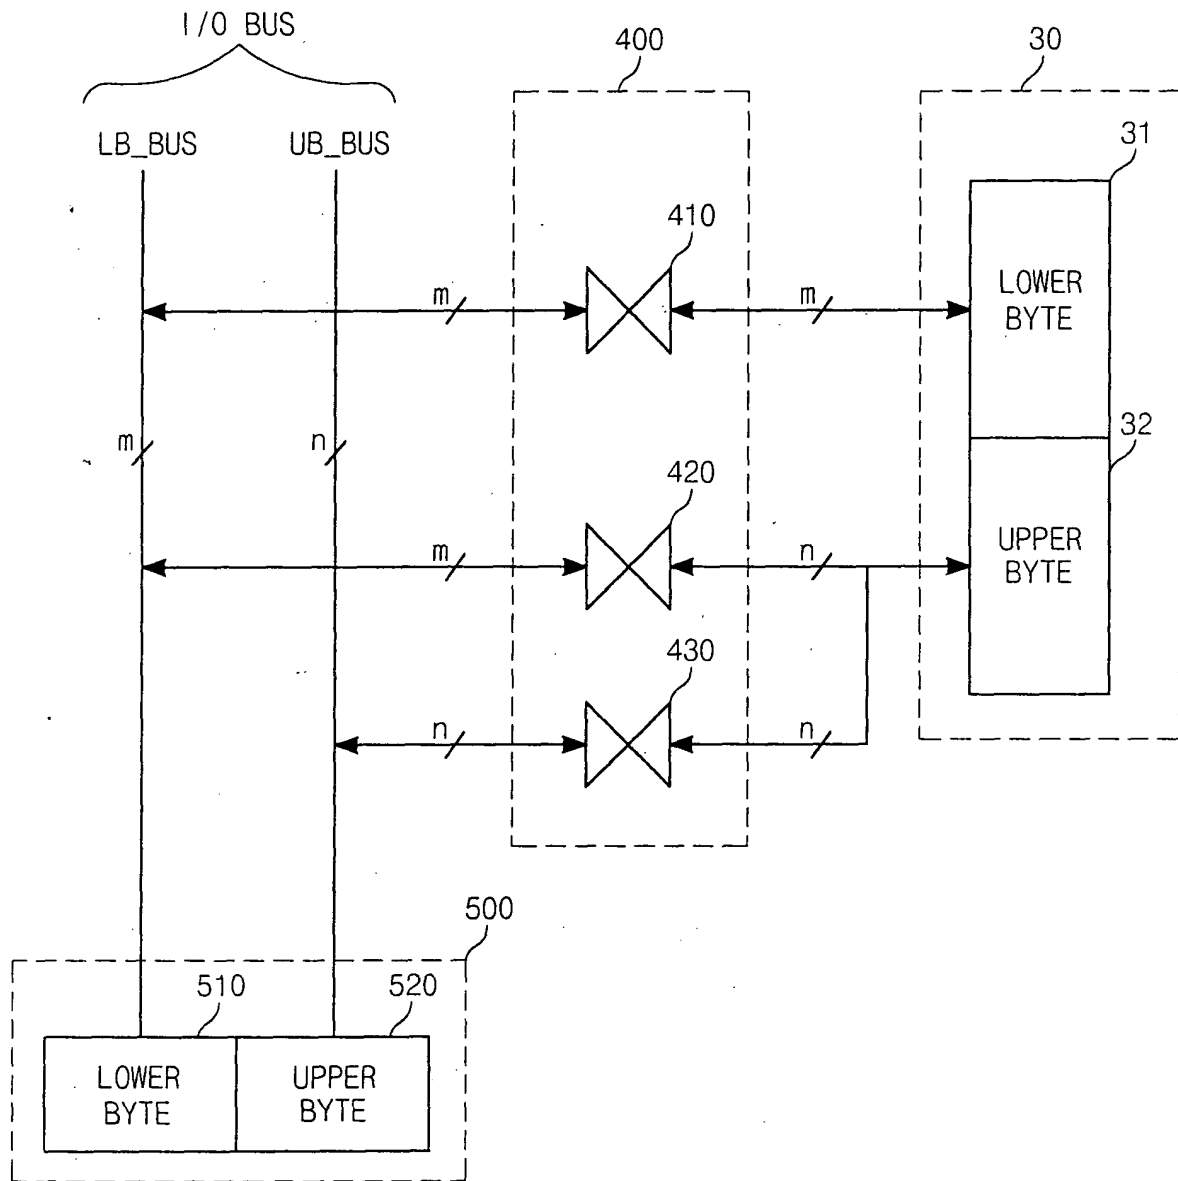 I/O BUS
400
30
LB_BUS
UB_BUS
31
410
m
m
LOWER
BYTE
32
m
n
420
m
n
UPPER
BYTE
430
n
n
500
510
520
LOWER
BYTE
UPPER
BYTE